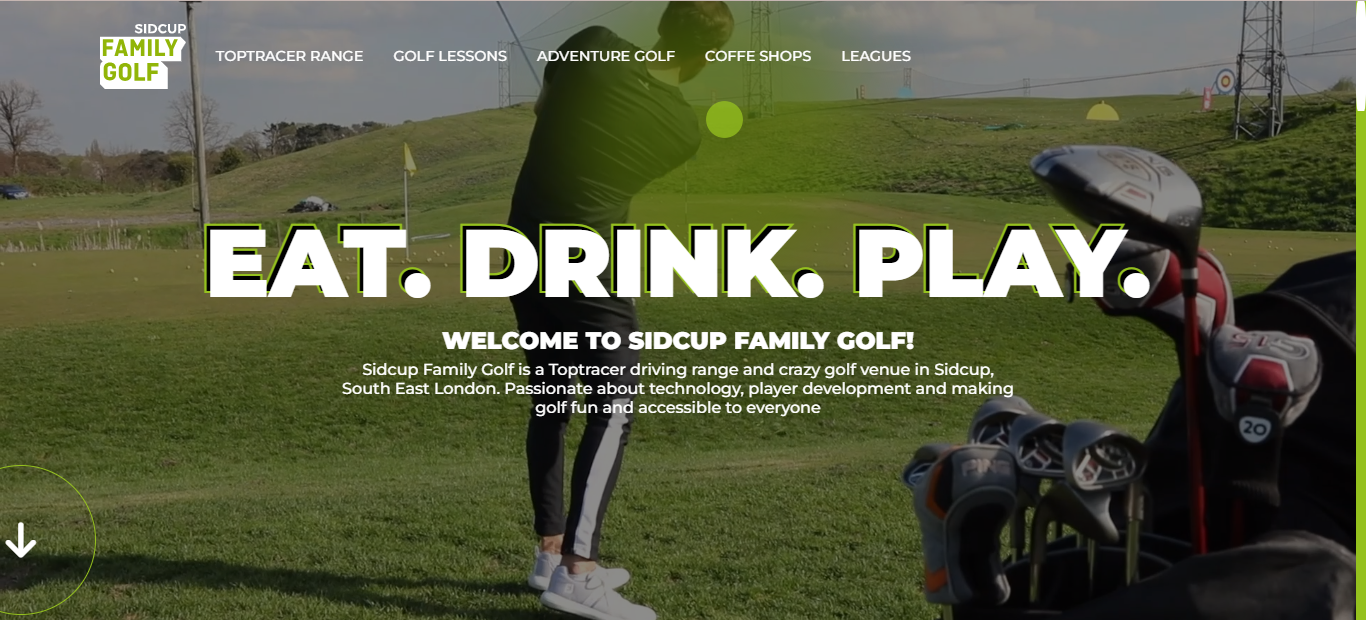 SIDCUP
FAMILY
GOLF
TOPTRACER RANGE
GOLF LESSONS
ADVENTURE GOLF
COFFE SHOPS
LEAGUES
EAT. DRINK. PLAY.
WELCOME TO SIDCUP FAMILY GOLF!
Sidcup Family Golf is a Toptracer driving range and crazy golf venue in Sidcup,
South East London. Passionate about technology, player development and making
golf fun and accessible to everyone
PING
20